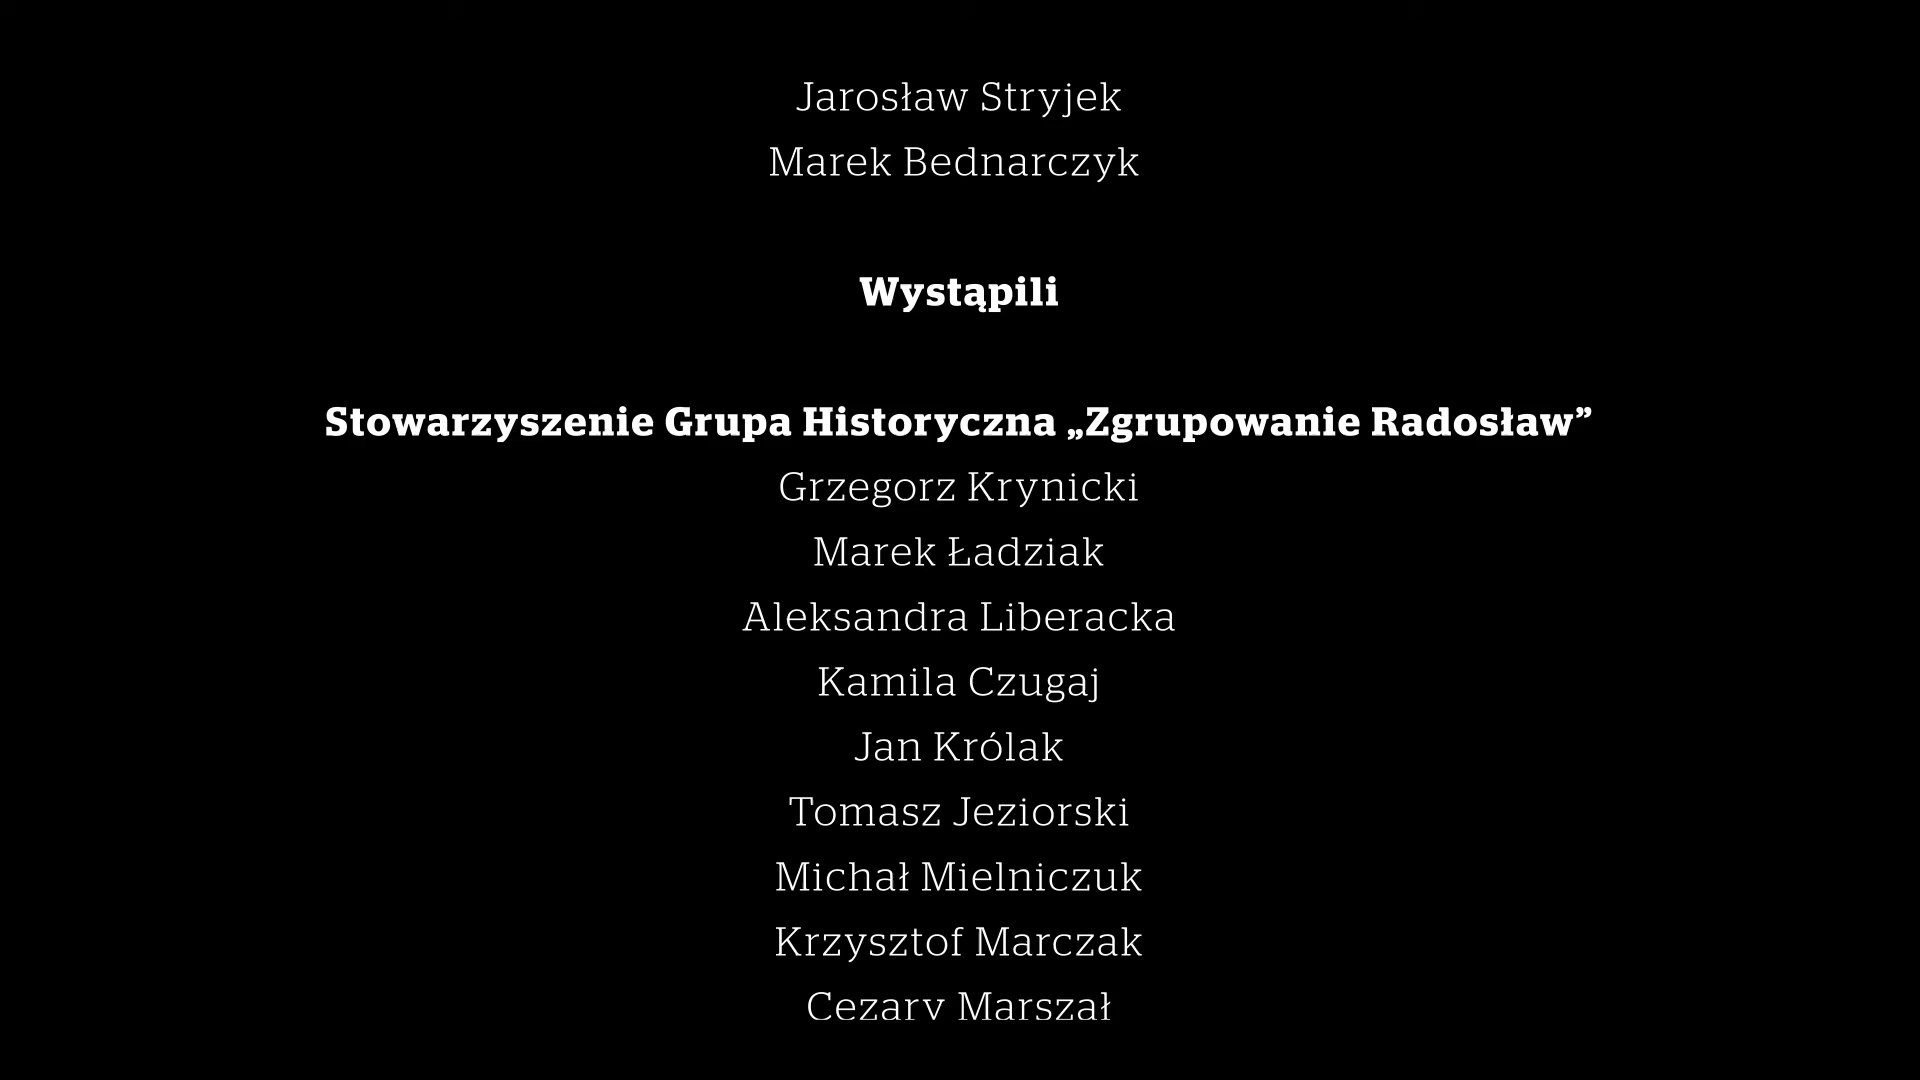 Jarosław Stryjek
Marek Bednarczyk
Wystąpili
Stowarzyszenie Grupa Historyczna „Zgrupowanie Radosław”
Grzegorz Krynicki
Marek Ładziak
Aleksandra Liberacka
Kamila Czugaj
Jan Królak
Tomasz Jeziorski
Michał Mielniczuk
Krzysztof Marczak
Cezary Marszał